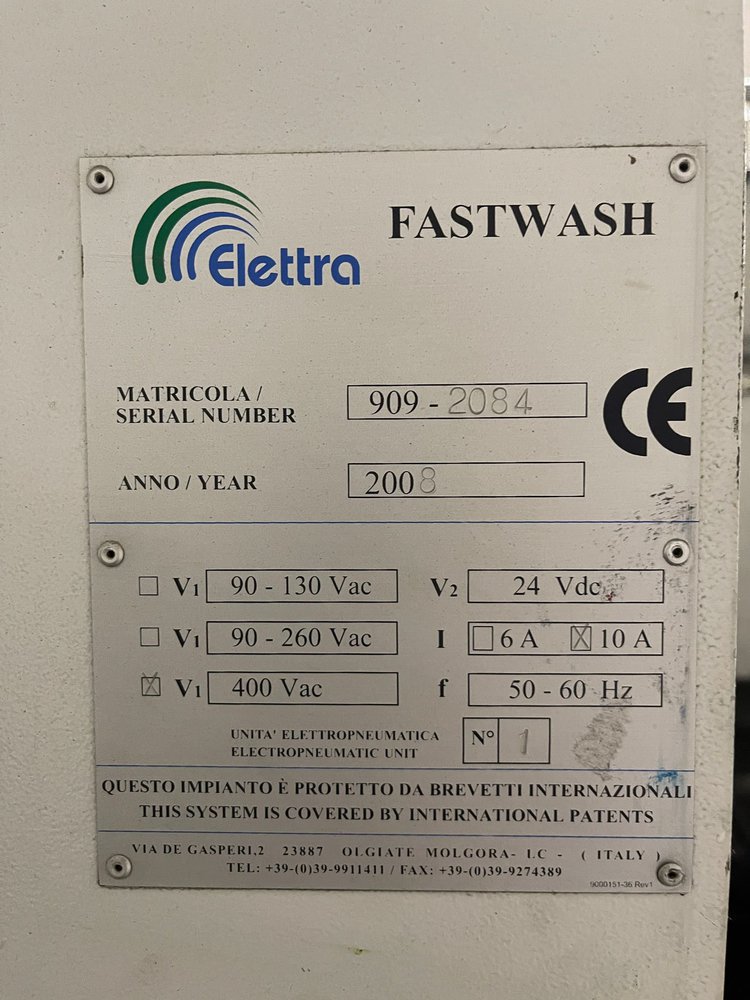 Elettra
FASTWASH
MATRICOLA /
SERIAL NUMBER
909 - 2084
CE
ANNO / YEAR
2008
V1 90 - 130 Vac
V2 24 Vdc
V1 90 - 260 Vac
I 6 A 10 A
V1 400 Vac
f 50 - 60 Hz
UNITA' ELETTROPNEUMATICA
ELECTROPNEUMATIC UNIT
N° 1
QUESTO IMPIANTO È PROTETTO DA BREVETTI INTERNAZIONALI
THIS SYSTEM IS COVERED BY INTERNATIONAL PATENTS
VIA DE GASPERI,2 23887 OLGIATE MOLGORA- LC - ( ITALY )
TEL: +39-(0)39-9911411 / FAX: +39-(0)39-9274389
9000151-36 Rev1